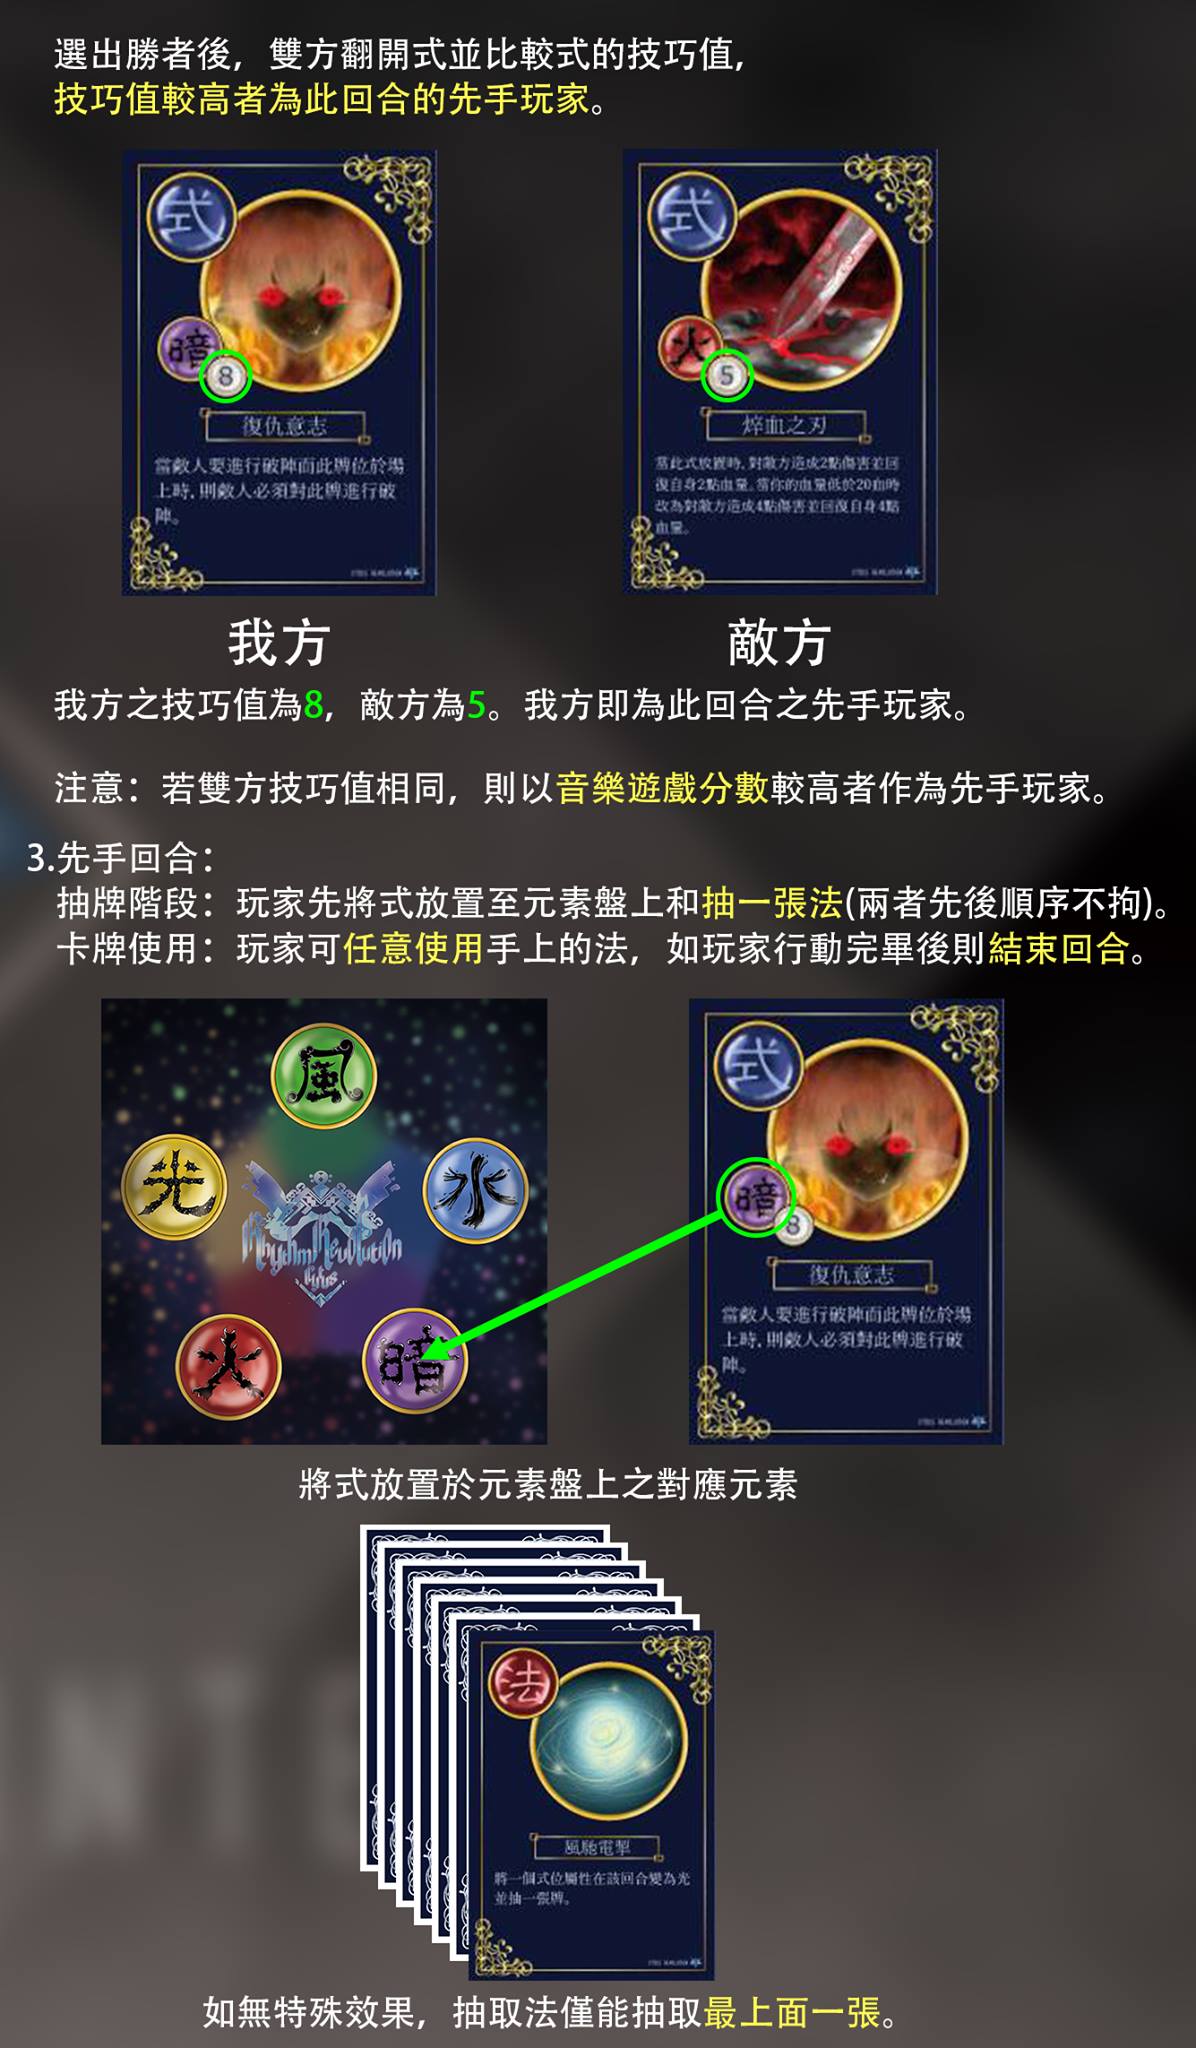 選出勝者後，雙方翻開式並比較式的技巧值，
技巧值較高者為此回合的先手玩家。
式
暗
8
復仇意志
當敵人要進行破陣而此牌位於場
上時，則敵人必須對此牌進行破
陣。
式
火
5
焠血之刃
當此式放置時，對敵方造成2點傷害並回
復自身2點血量。當你的血量低於20血時
改為對敵方造成4點傷害並回復自身4點
血量。
我方
敵方
我方之技巧值為8，敵方為5。我方即為此回合之先手玩家。
注意：若雙方技巧值相同，則以音樂遊戲分數較高者作為先手玩家。
3.先手回合：
抽牌階段：玩家先將式放置至元素盤上和抽一張法(兩者先後順序不拘)。
卡牌使用：玩家可任意使用手上的法，如玩家行動完畢後則結束回合。
風
光
水
Rhythm Revolution
火
暗
式
暗
8
復仇意志
當敵人要進行破陣而此牌位於場
上時，則敵人必須對此牌進行破
陣。
將式放置於元素盤上之對應元素
法
風馳電掣
將一個式位屬性在該回合變為光
並抽一張牌。
如無特殊效果，抽取法僅能抽取最上面一張。